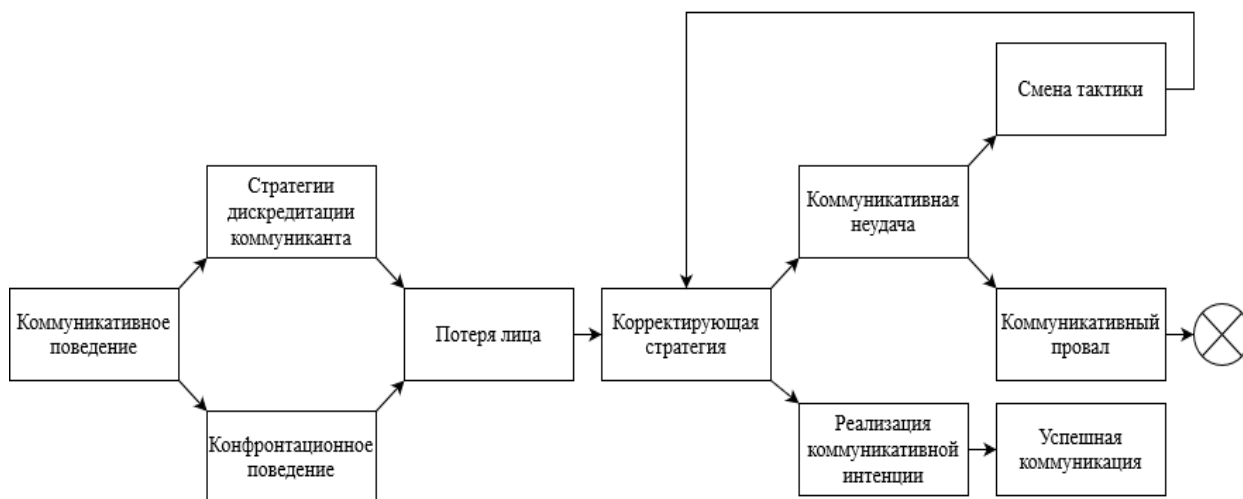 Смена тактики
Стратегии
дискредитации
коммуниканта
Коммуникативная
неудача
Коммуникативное
поведение
Потеря лица
Корректирующая
стратегия
Коммуникативный
провал
Конфронтационное
поведение
Реализация
коммуникативной
интенции
Успешная
коммуникация